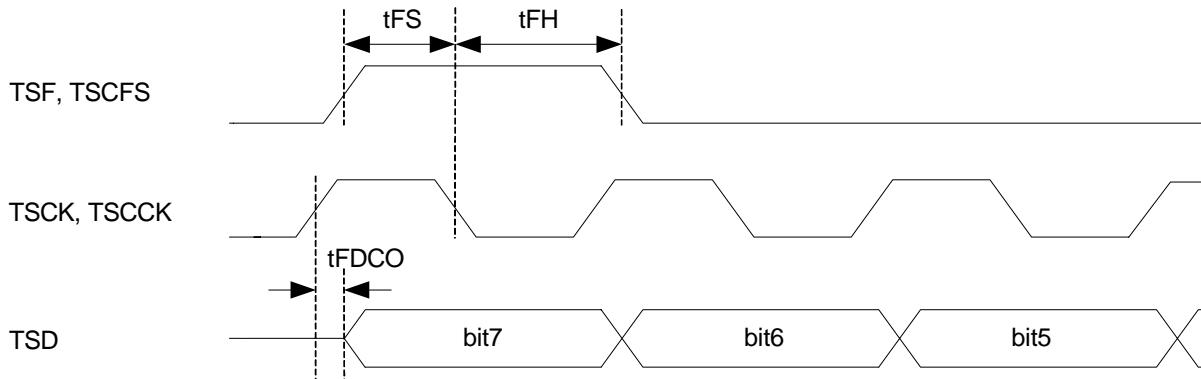 tFS
tFH
TSF, TSCFS
TSCK, TSCCK
tFDCO
TSD
bit7
bit6
bit5